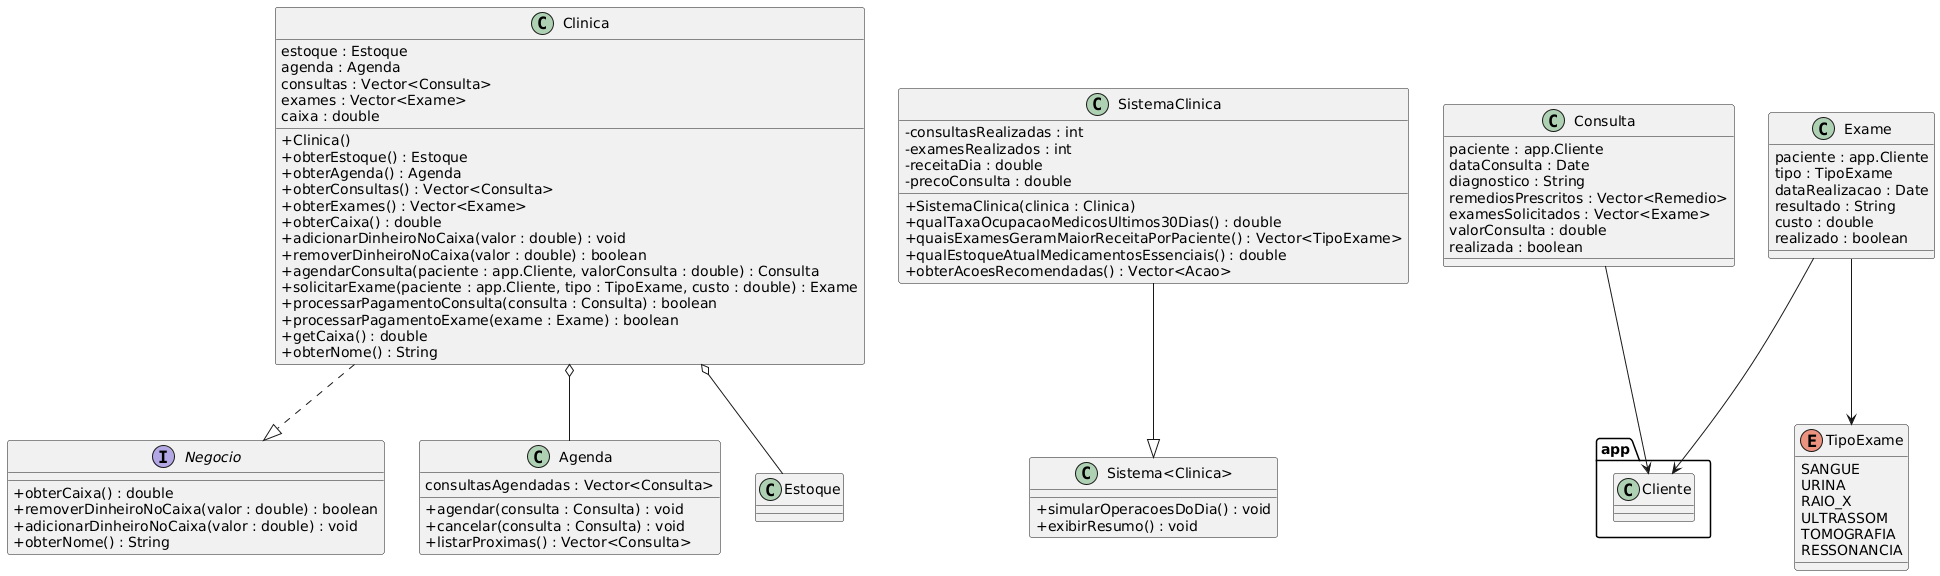 Clinica
estoque : Estoque
agenda : Agenda
consultas : Vector<Consulta>
exames : Vector<Exame>
caixa : double
+Clinica()
+obterEstoque() : Estoque
+obterAgenda() : Agenda
+obterConsultas() : Vector<Consulta>
+obterExames() : Vector<Exame>
+obterCaixa() : double
+adicionarDinheiroNoCaixa(valor : double) : void
+removerDinheiroNoCaixa(valor : double) : boolean
+agendarConsulta(paciente : app.Cliente, valorConsulta : double) : Consulta
+solicitarExame(paciente : app.Cliente, tipo : TipoExame, custo : double) : Exame
+processarPagamentoConsulta(consulta : Consulta) : boolean
+processarPagamentoExame(exame : Exame) : boolean
+getCaixa() : double
+obterNome() : String
SistemaClinica
-consultasRealizadas : int
-examesRealizados : int
-receitaDia : double
-precoConsulta : double
+SistemaClinica(clinica : Clinica)
+qualTaxaOcupacaoMedicosUltimos30Dias() : double
+quaisExamesGeramMaiorReceitaPorPaciente() : Vector<TipoExame>
+qualEstoqueAtualMedicamentosEssenciais() : double
+obterAcoesRecomendadas() : Vector<Acao>
Consulta
paciente : app.Cliente
dataConsulta : Date
diagnostico : String
remediosPrescritos : Vector<Remedio>
examesSolicitados : Vector<Exame>
valorConsulta : double
realizada : boolean
Exame
paciente : app.Cliente
tipo : TipoExame
dataRealizacao : Date
resultado : String
custo : double
realizado : boolean
Negocio
+obterCaixa() : double
+removerDinheiroNoCaixa(valor : double) : boolean
+adicionarDinheiroNoCaixa(valor : double) : void
+obterNome() : String
Agenda
consultasAgendadas : Vector<Consulta>
+agendar(consulta : Consulta) : void
+cancelar(consulta : Consulta) : void
+listarProximas() : Vector<Consulta>
Estoque
Sistema<Clinica>
+simularOperacoesDoDia() : void
+exibirResumo() : void
app
Cliente
TipoExame
SANGUE
URINA
RAIO_X
ULTRASSOM
TOMOGRAFIA
RESSONANCIA